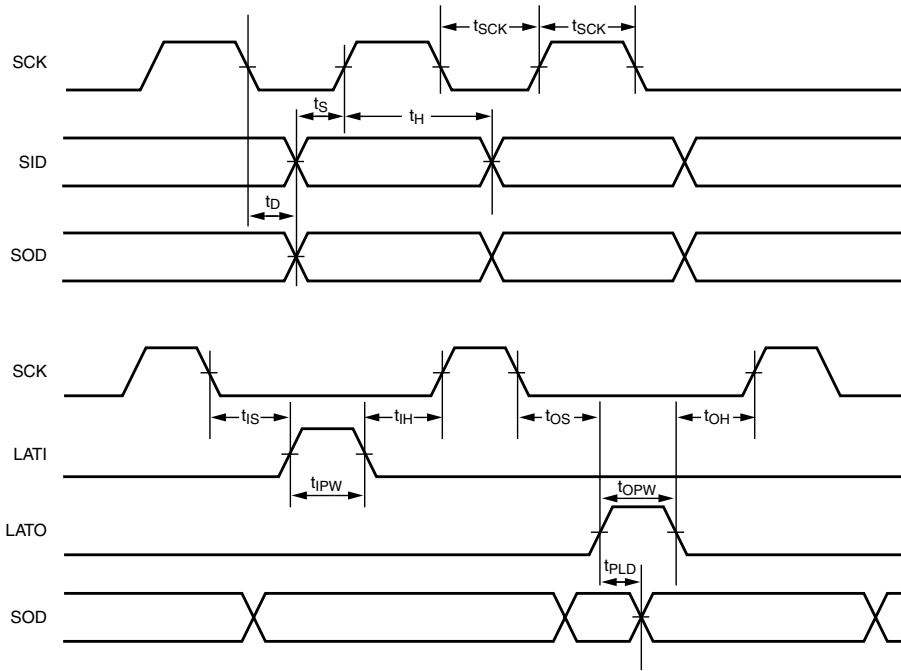 tSCK tSCK
SCK
tS
tH
SID
tD
SOD
SCK
tIS tIH tOS tOH
LATI
tIPW tOPW
LATO
tPLD
SOD